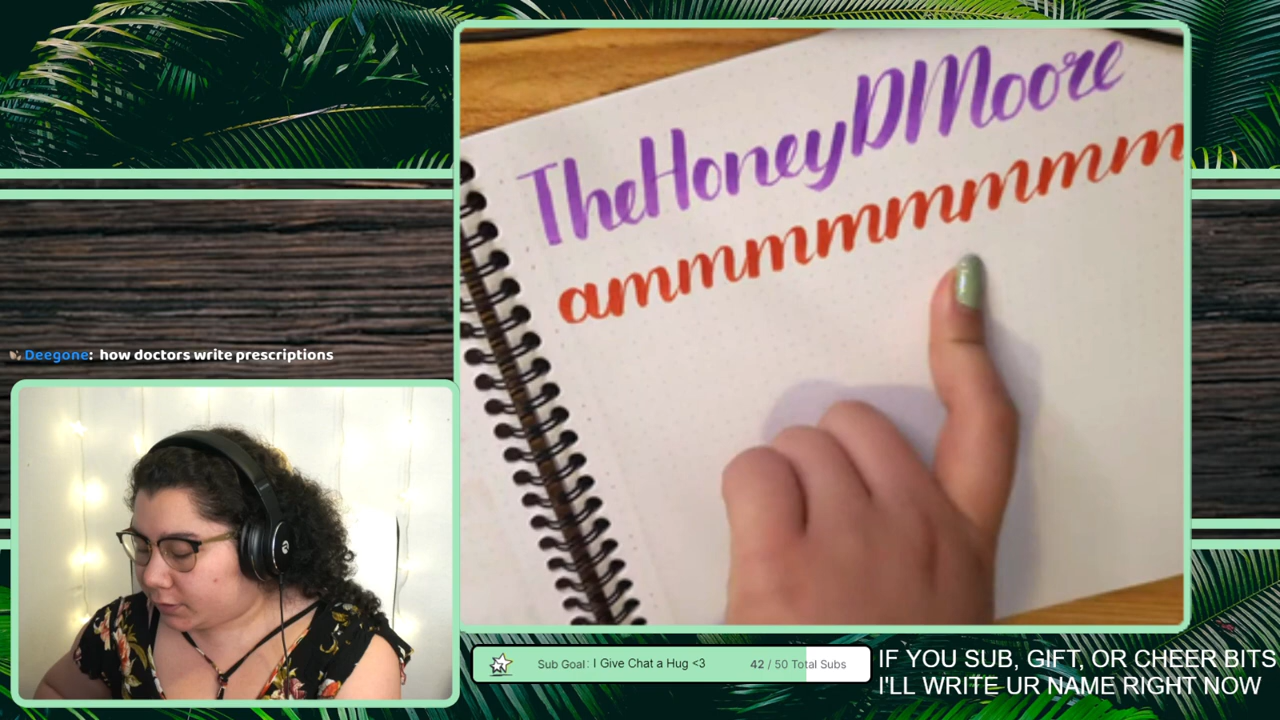 TheHoneyDMoore
ammmmmmmm
Deegone: how doctors write prescriptions
Sub Goal: I Give Chat a Hug <3 42 / 50 Total Subs
IF YOU SUB, GIFT, OR CHEER BITS
I'LL WRITE UR NAME RIGHT NOW